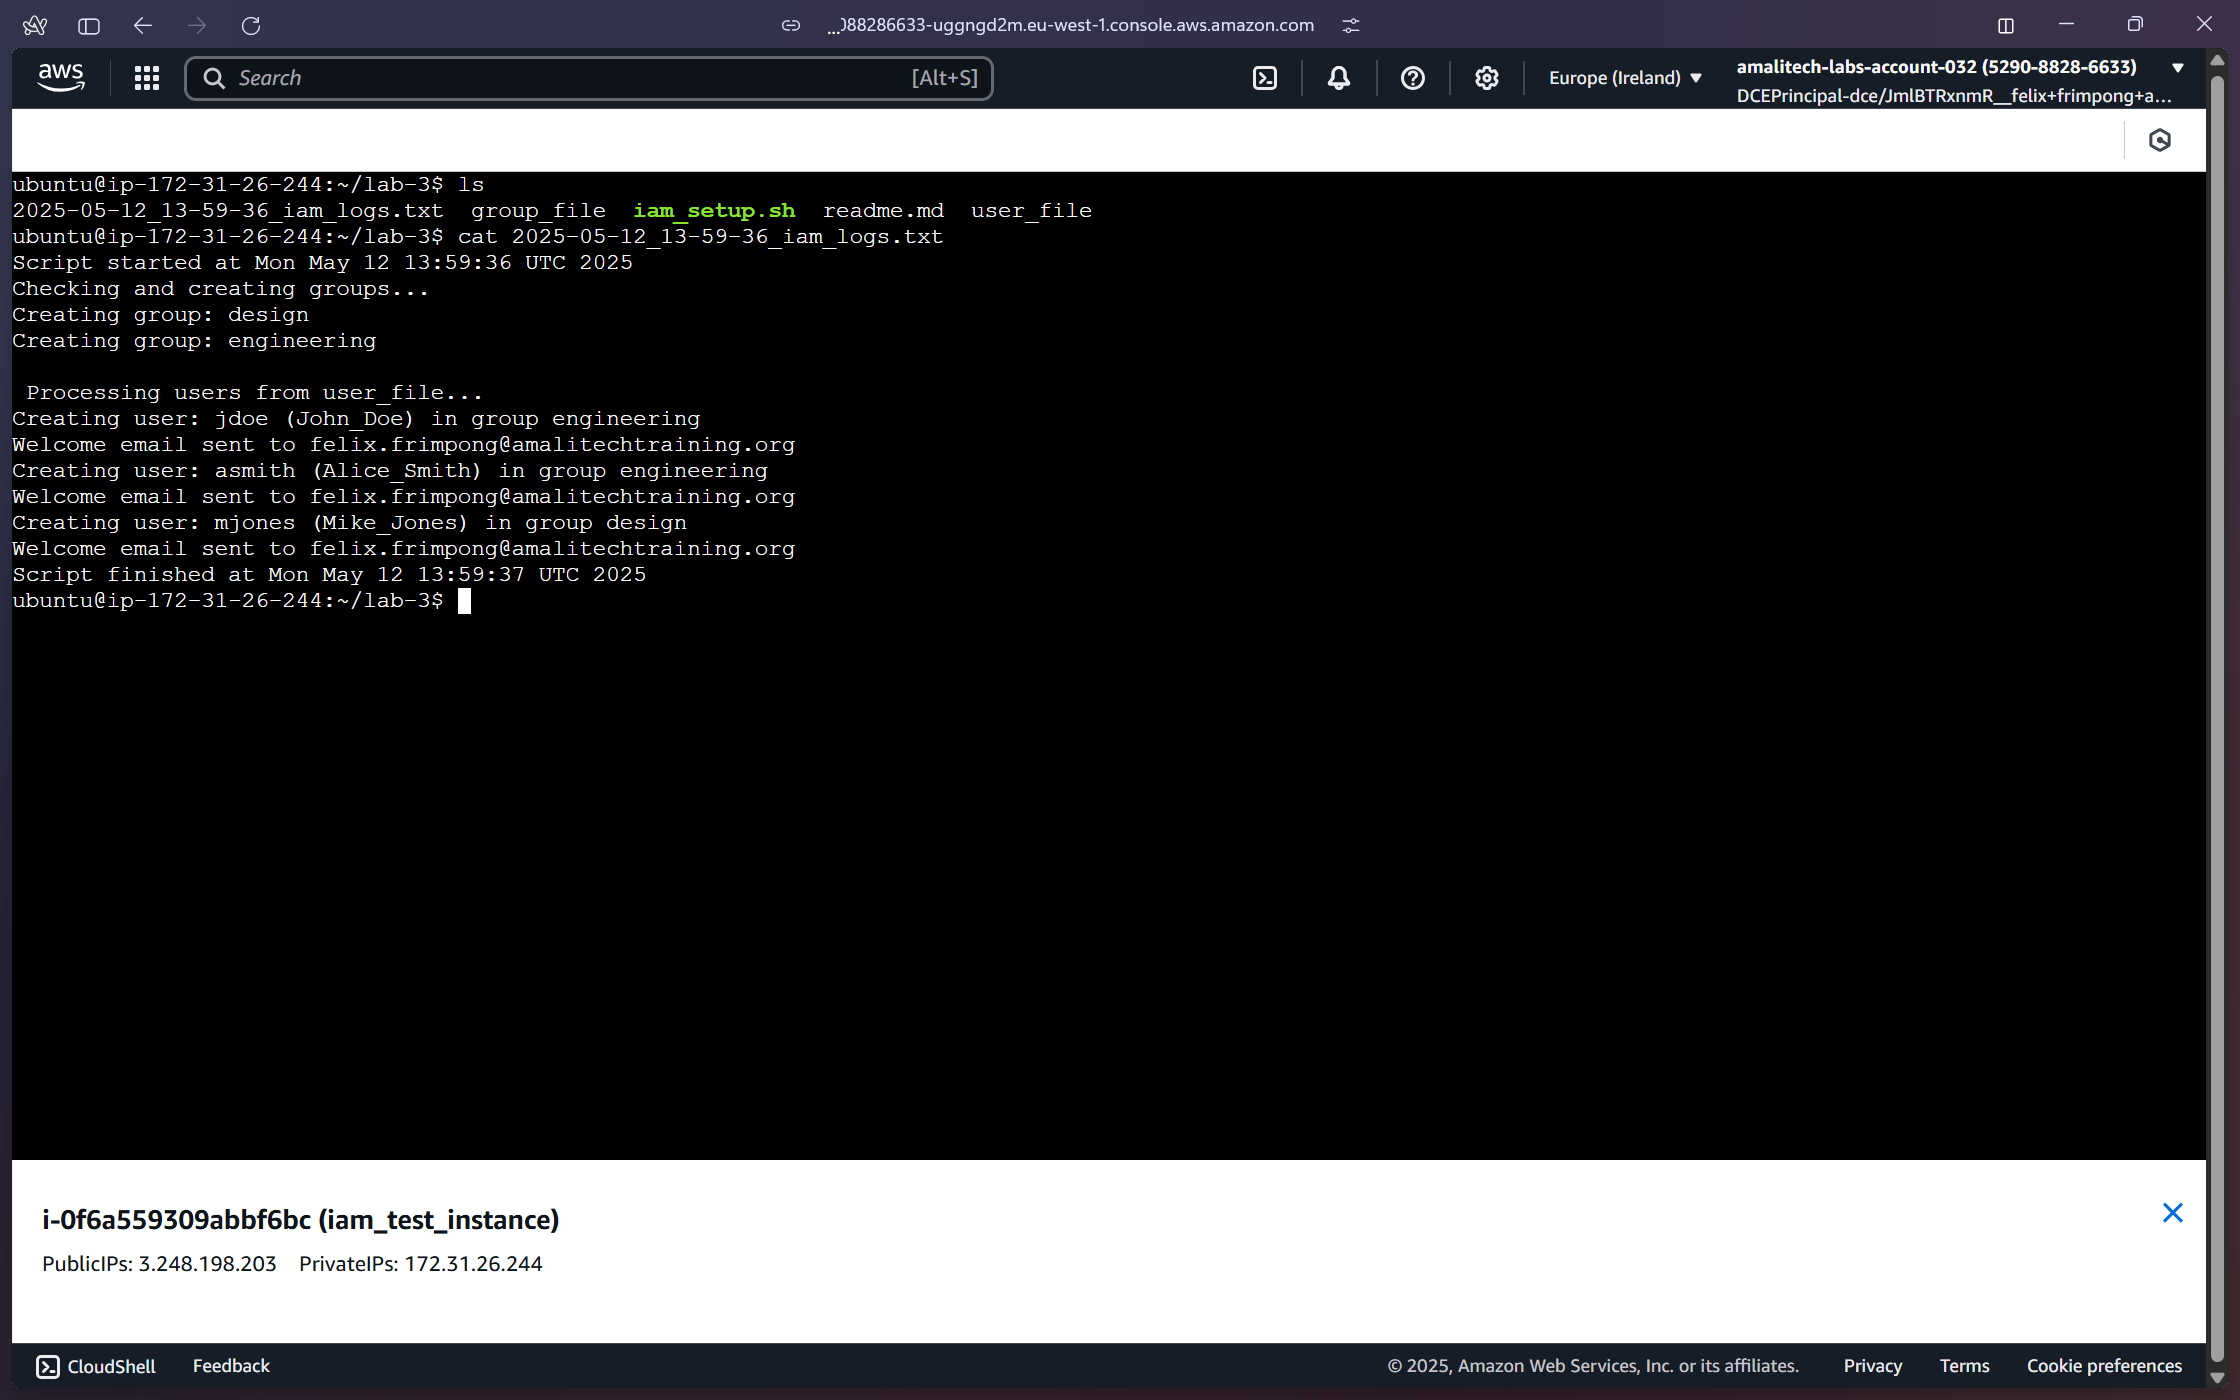 ...)88286633-uggngd2m.eu-west-1.console.aws.amazon.com
aws Search [Alt+S] Europe (Ireland) amalitech-labs-account-032 (5290-8828-6633)
DCEPrincipal-dce/JmlBTRxnmR__felix+frimpong+a...
ubuntu@ip-172-31-26-244:~/lab-3$ ls
2025-05-12_13-59-36_iam_logs.txt group_file iam_setup.sh readme.md user_file
ubuntu@ip-172-31-26-244:~/lab-3$ cat 2025-05-12_13-59-36_iam_logs.txt
Script started at Mon May 12 13:59:36 UTC 2025
Checking and creating groups...
Creating group: design
Creating group: engineering
Processing users from user_file...
Creating user: jdoe (John_Doe) in group engineering
Welcome email sent to felix.frimpong@amalitechtraining.org
Creating user: asmith (Alice_Smith) in group engineering
Welcome email sent to felix.frimpong@amalitechtraining.org
Creating user: mjones (Mike_Jones) in group design
Welcome email sent to felix.frimpong@amalitechtraining.org
Script finished at Mon May 12 13:59:37 UTC 2025
ubuntu@ip-172-31-26-244:~/lab-3$
i-0f6a559309abbf6bc (iam_test_instance)
PublicIPs: 3.248.198.203 PrivateIPs: 172.31.26.244
CloudShell Feedback © 2025, Amazon Web Services, Inc. or its affiliates. Privacy Terms Cookie preferences